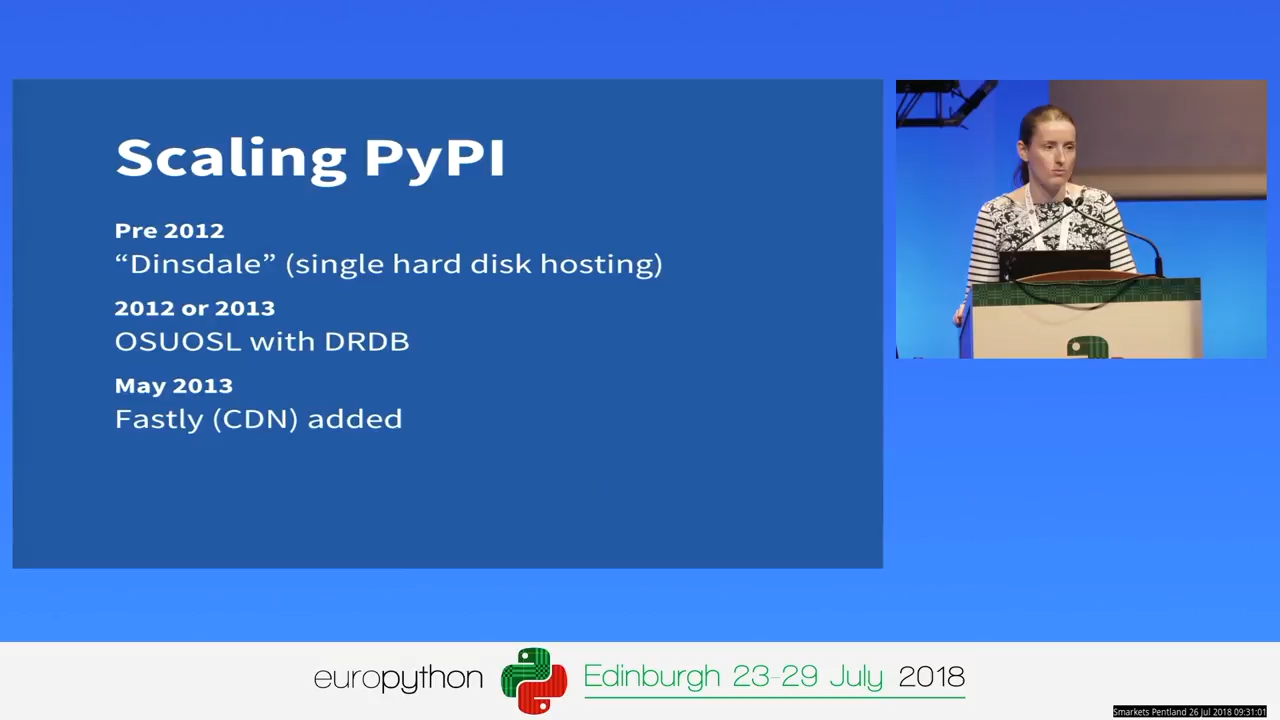 Scaling PyPI
Pre 2012
“Dinsdale” (single hard disk hosting)
2012 or 2013
OSUOSL with DRDB
May 2013
Fastly (CDN) added
europython Edinburgh 23-29 July 2018
Smarkets Pentland 26 Jul 2018 09:31:01